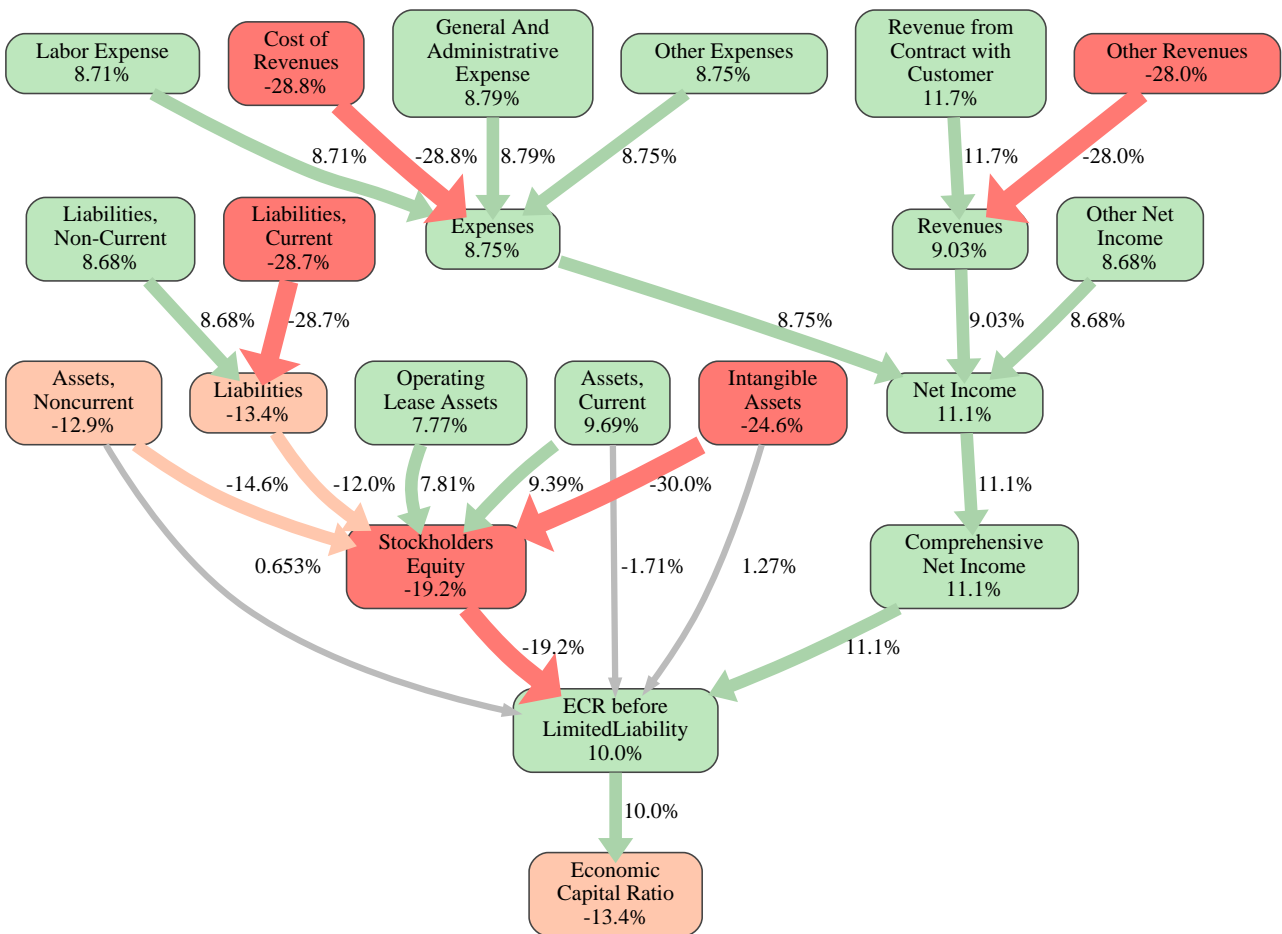 Labor Expense
8.71%
Cost of
Revenues
-28.8%
General And
Administrative
Expense
8.79%
Other Expenses
8.75%
Revenue from
Contract with
Customer
11.7%
Other Revenues
-28.0%
8.71%
-28.8%
8.79%
8.75%
11.7%
-28.0%
Liabilities,
Non-Current
8.68%
Liabilities,
Current
-28.7%
Expenses
8.75%
Revenues
9.03%
Other Net
Income
8.68%
8.68%
-28.7%
8.75%
9.03%
8.68%
Assets,
Noncurrent
-12.9%
Liabilities
-13.4%
Operating
Lease Assets
7.77%
Assets,
Current
9.69%
Intangible
Assets
-24.6%
Net Income
11.1%
-14.6%
-12.0%
7.81%
9.39%
-30.0%
11.1%
0.653%
Stockholders
Equity
-19.2%
-1.71%
1.27%
Comprehensive
Net Income
11.1%
-19.2%
11.1%
ECR before
LimitedLiability
10.0%
10.0%
Economic
Capital Ratio
-13.4%